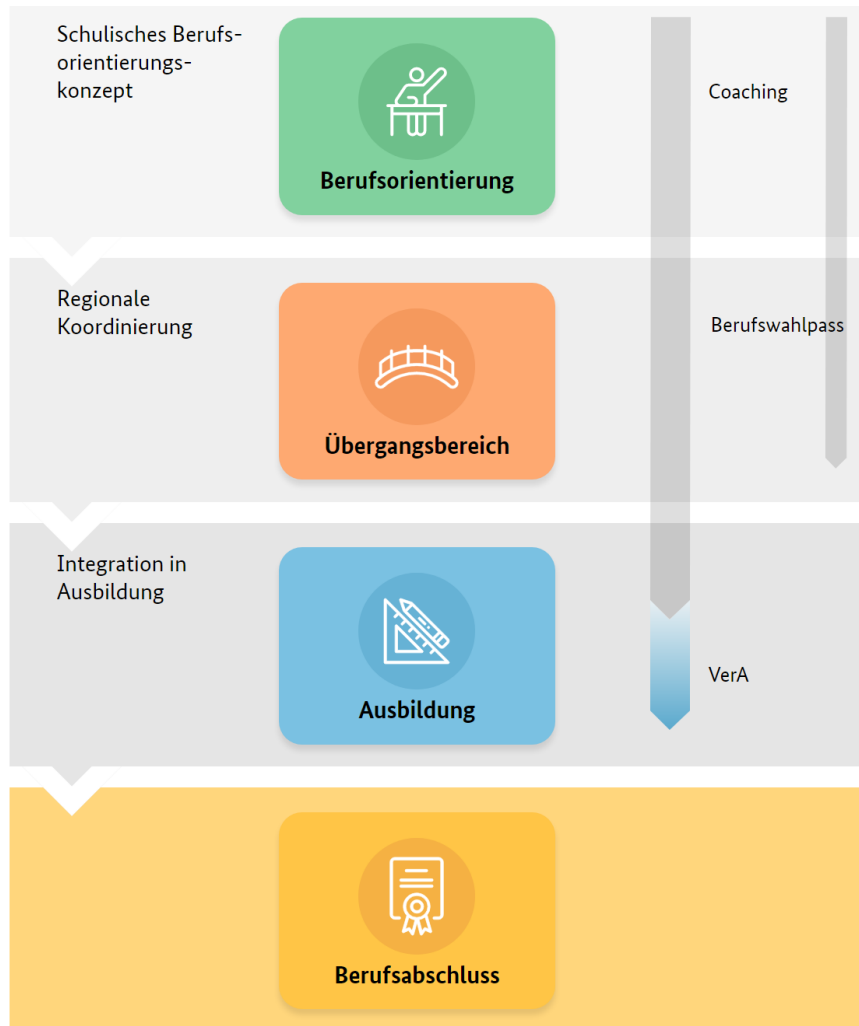 Schulisches Berufs-
orientierungs-
konzept
Berufsorientierung
Coaching
Regionale
Koordinierung
Übergangsbereich
Berufswahlpass
Integration in
Ausbildung
Ausbildung
VerA
Berufsabschluss